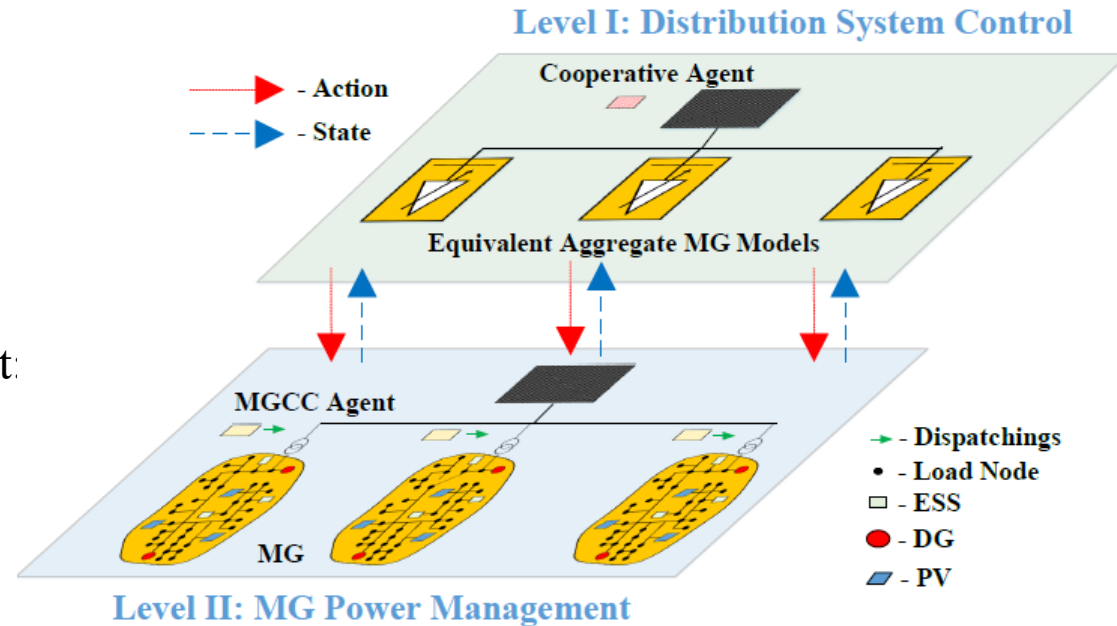 Level I: Distribution System Control
Cooperative Agent
- Action
- State
Equivalent Aggregate MG Models
t:
MGCC Agent
- Dispatchings
- Load Node
- ESS
- DG
- PV
MG
Level II: MG Power Management